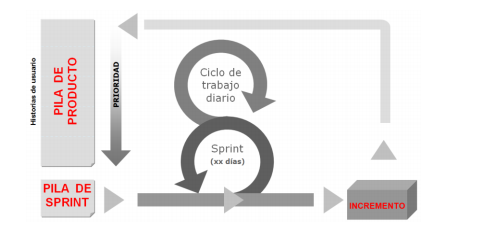 Historias de usuario
PILA DE
PRODUCTO
PRIORIDAD
Ciclo de
trabajo
diario
Sprint
(xx días)
PILA DE
SPRINT
INCREMENTO